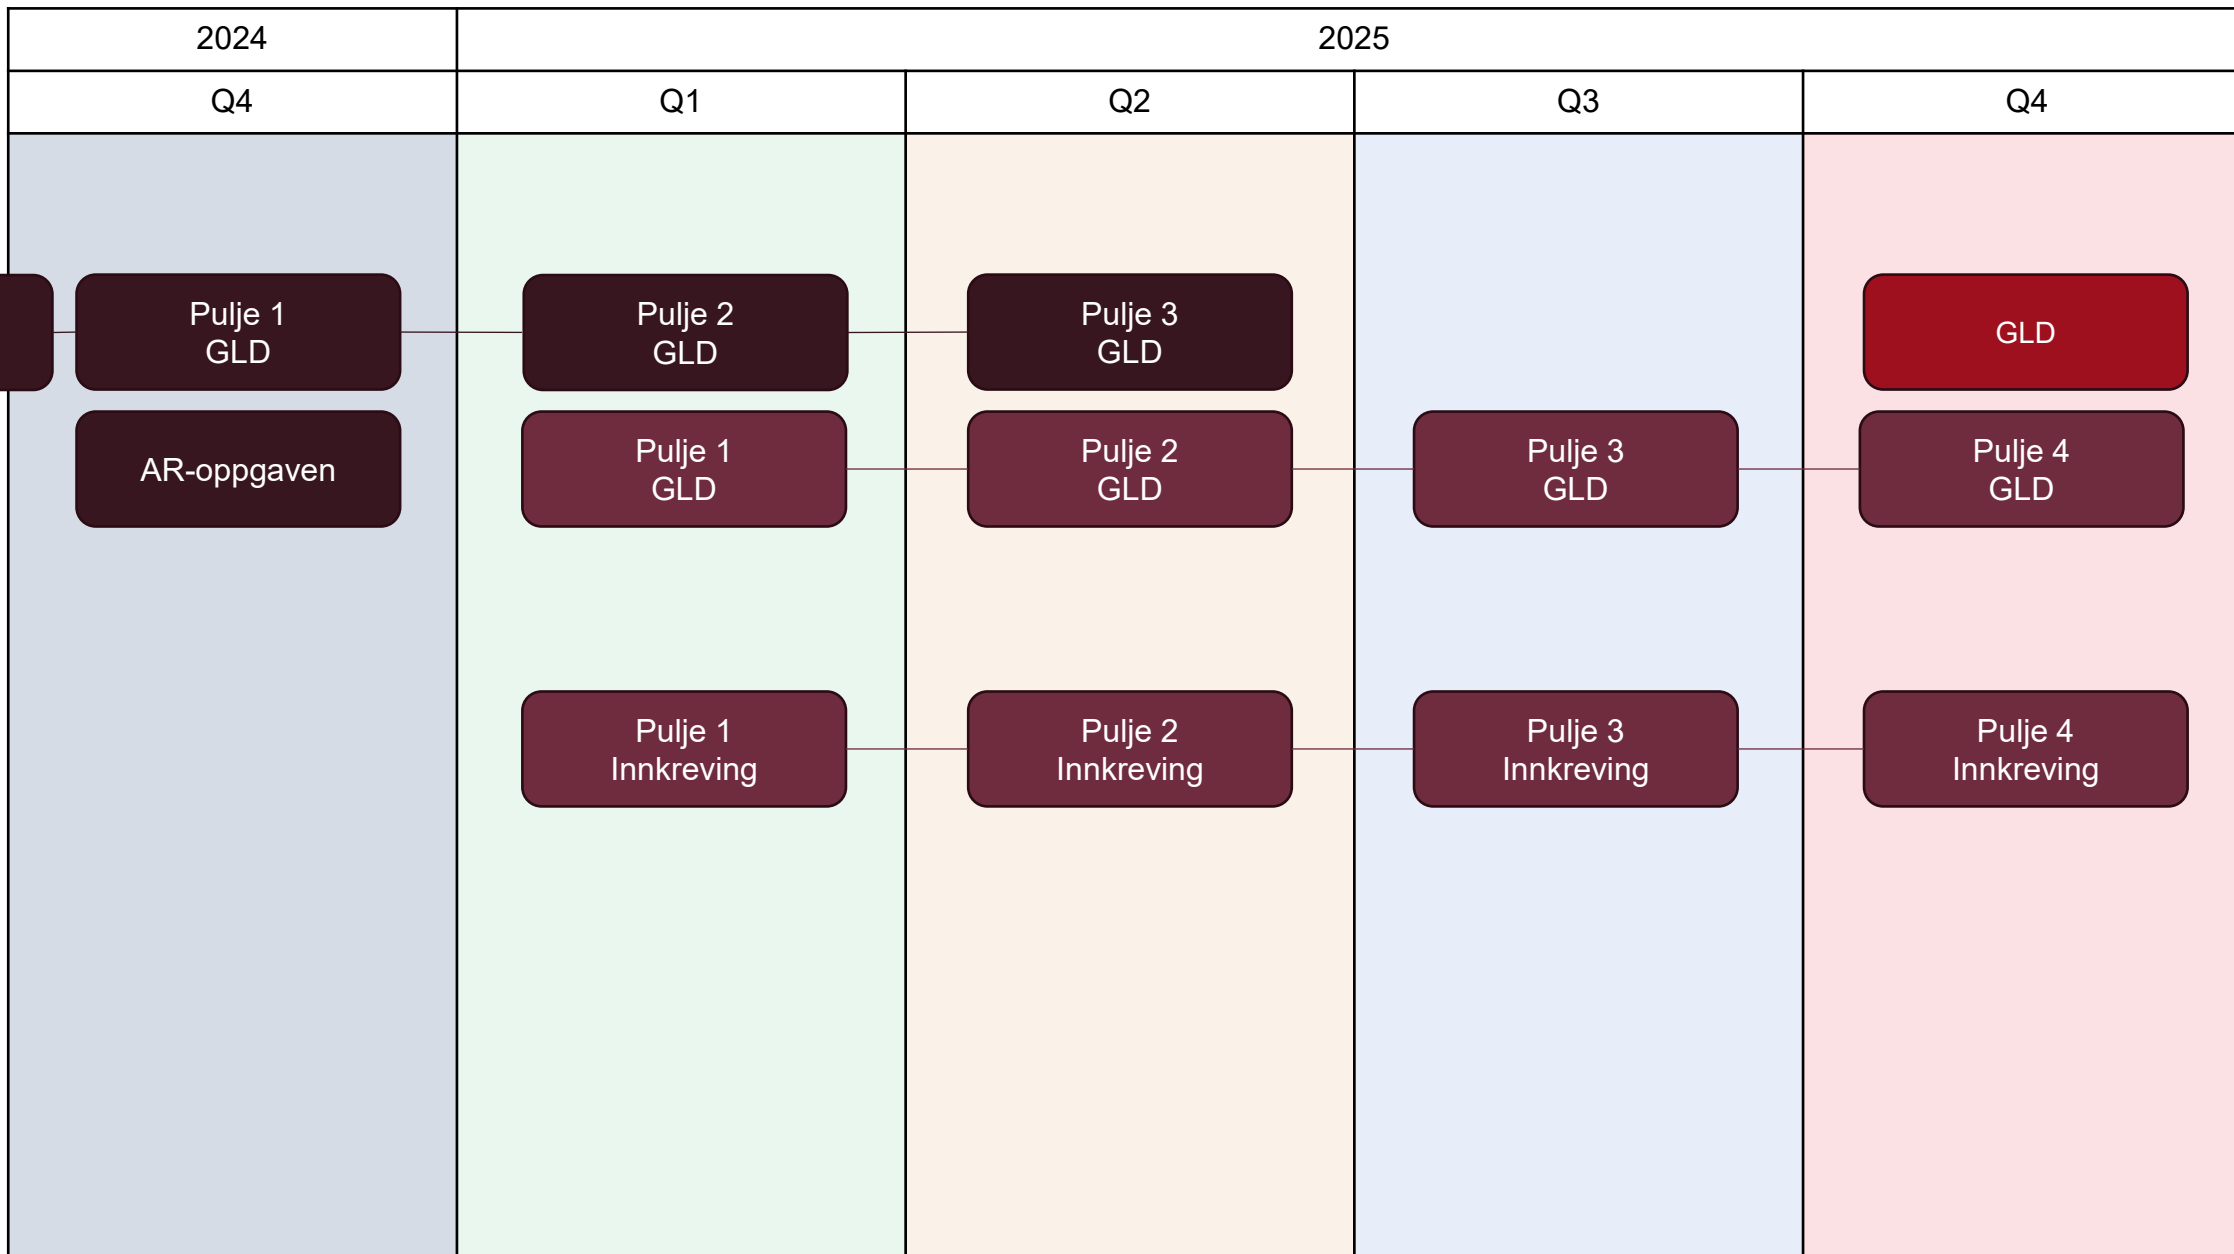 2024
2025
Q4
Q1
Q2
Q3
Q4
Pulje 1
GLD
Pulje 2
GLD
Pulje 3
GLD
GLD
AR-oppgaven
Pulje 1
GLD
Pulje 2
GLD
Pulje 3
GLD
Pulje 4
GLD
Pulje 1
Innkreving
Pulje 2
Innkreving
Pulje 3
Innkreving
Pulje 4
Innkreving